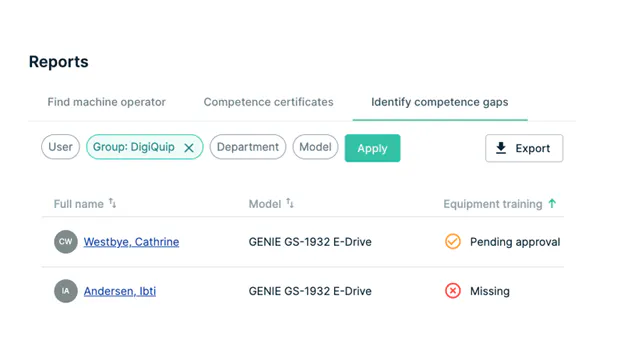 Reports
Find machine operator Competence certificates Identify competence gaps
User Group: DigiQuip Department Model Apply Export
Full name Model Equipment training
CW Westbye, Cathrine GENIE GS-1932 E-Drive Pending approval
IA Andersen, Ibti GENIE GS-1932 E-Drive Missing